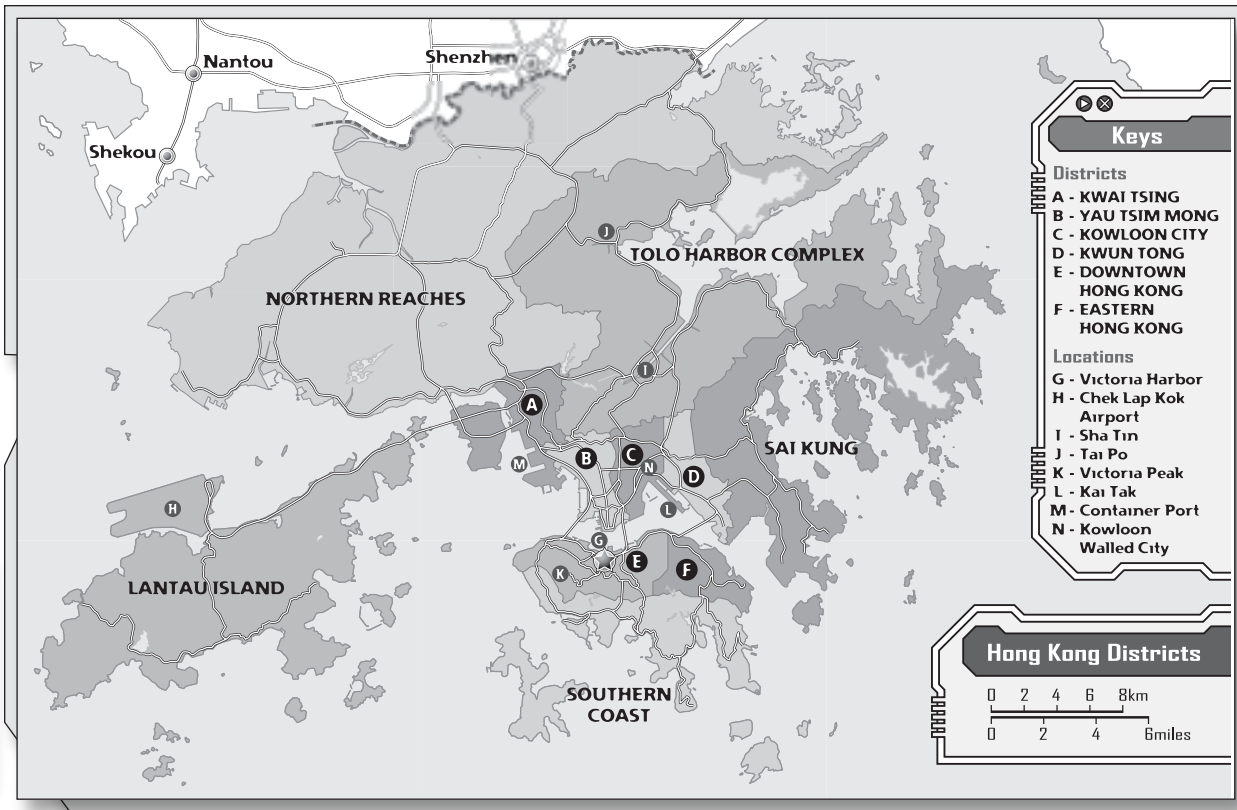 Nantou
Shenzhen
Shekou
TOLO HARBOR COMPLEX
NORTHERN REACHES
SAI KUNG
LANTAU ISLAND
SOUTHERN
COAST
J
I
A
B
C
N
D
M
L
H
G
E
F
K
Keys
Districts
A - KWAI TSING
B - YAU TSIM MONG
C - KOWLOON CITY
D - KWUN TONG
E - DOWNTOWN
HONG KONG
F - EASTERN
HONG KONG
Locations
G - Victoria Harbor
H - Chek Lap Kok
Airport
I - Sha Tin
J - Tai Po
K - Victoria Peak
L - Kai Tak
M - Container Port
N - Kowloon
Walled City
Hong Kong Districts
0 2 4 6 8km
0 2 4 6miles